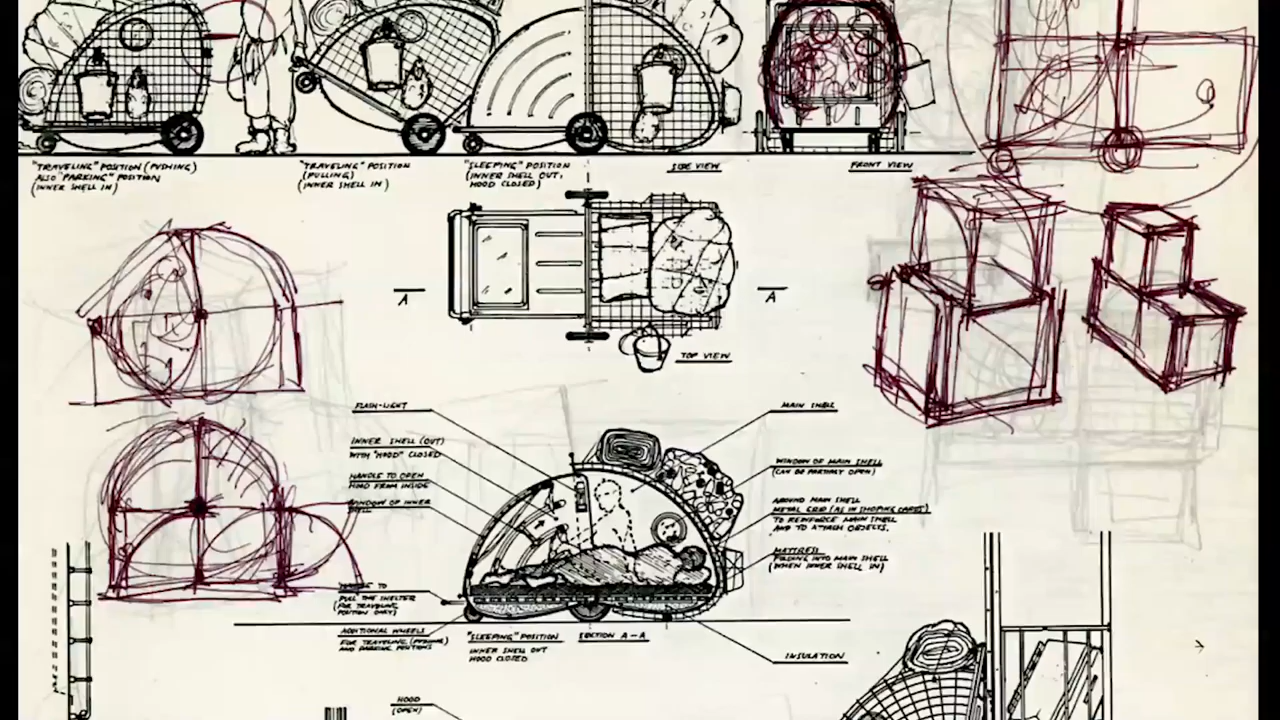 "TRAVELING" POSITION (PUSHING)
ALSO "PARKING" POSITION
(INNER SHELL IN)
"TRAVELING" POSITION
(PULLING)
(INNER SHELL IN)
"SLEEPING" POSITION
(INNER SHELL OUT,
HOOD CLOSED)
SIDE VIEW
FRONT VIEW
A
A
TOP VIEW
FLASH-LIGHT
INNER SHELL (OUT)
WITH "HOOD" CLOSED
HANDLE TO OPEN
HOOD FROM INSIDE
WINDOW OF INNER
SHELL
TO
PULL THE SHELTER
(FOR TRAVELING
POSITION ONLY)
ADDITIONAL WHEELS
FOR TRAVELING (PUSHING)
AND PARKING POSITIONS
"SLEEPING" POSITION
INNER SHELL OUT
HOOD CLOSED
SECTION A-A
MAIN SHELL
WINDOW OF MAIN SHELL
(CAN BE PARTIALY OPEN)
AROUND MAIN SHELL
METAL GRID (AS IN SHOPING CARTS)
TO REINFORCE MAIN SHELL
AND TO ATTACH OBJECTS.
MATTRESS
FOLDING INTO MAIN SHELL
(WHEN INNER SHELL IN)
INSULATION
HOOD
(OPEN)